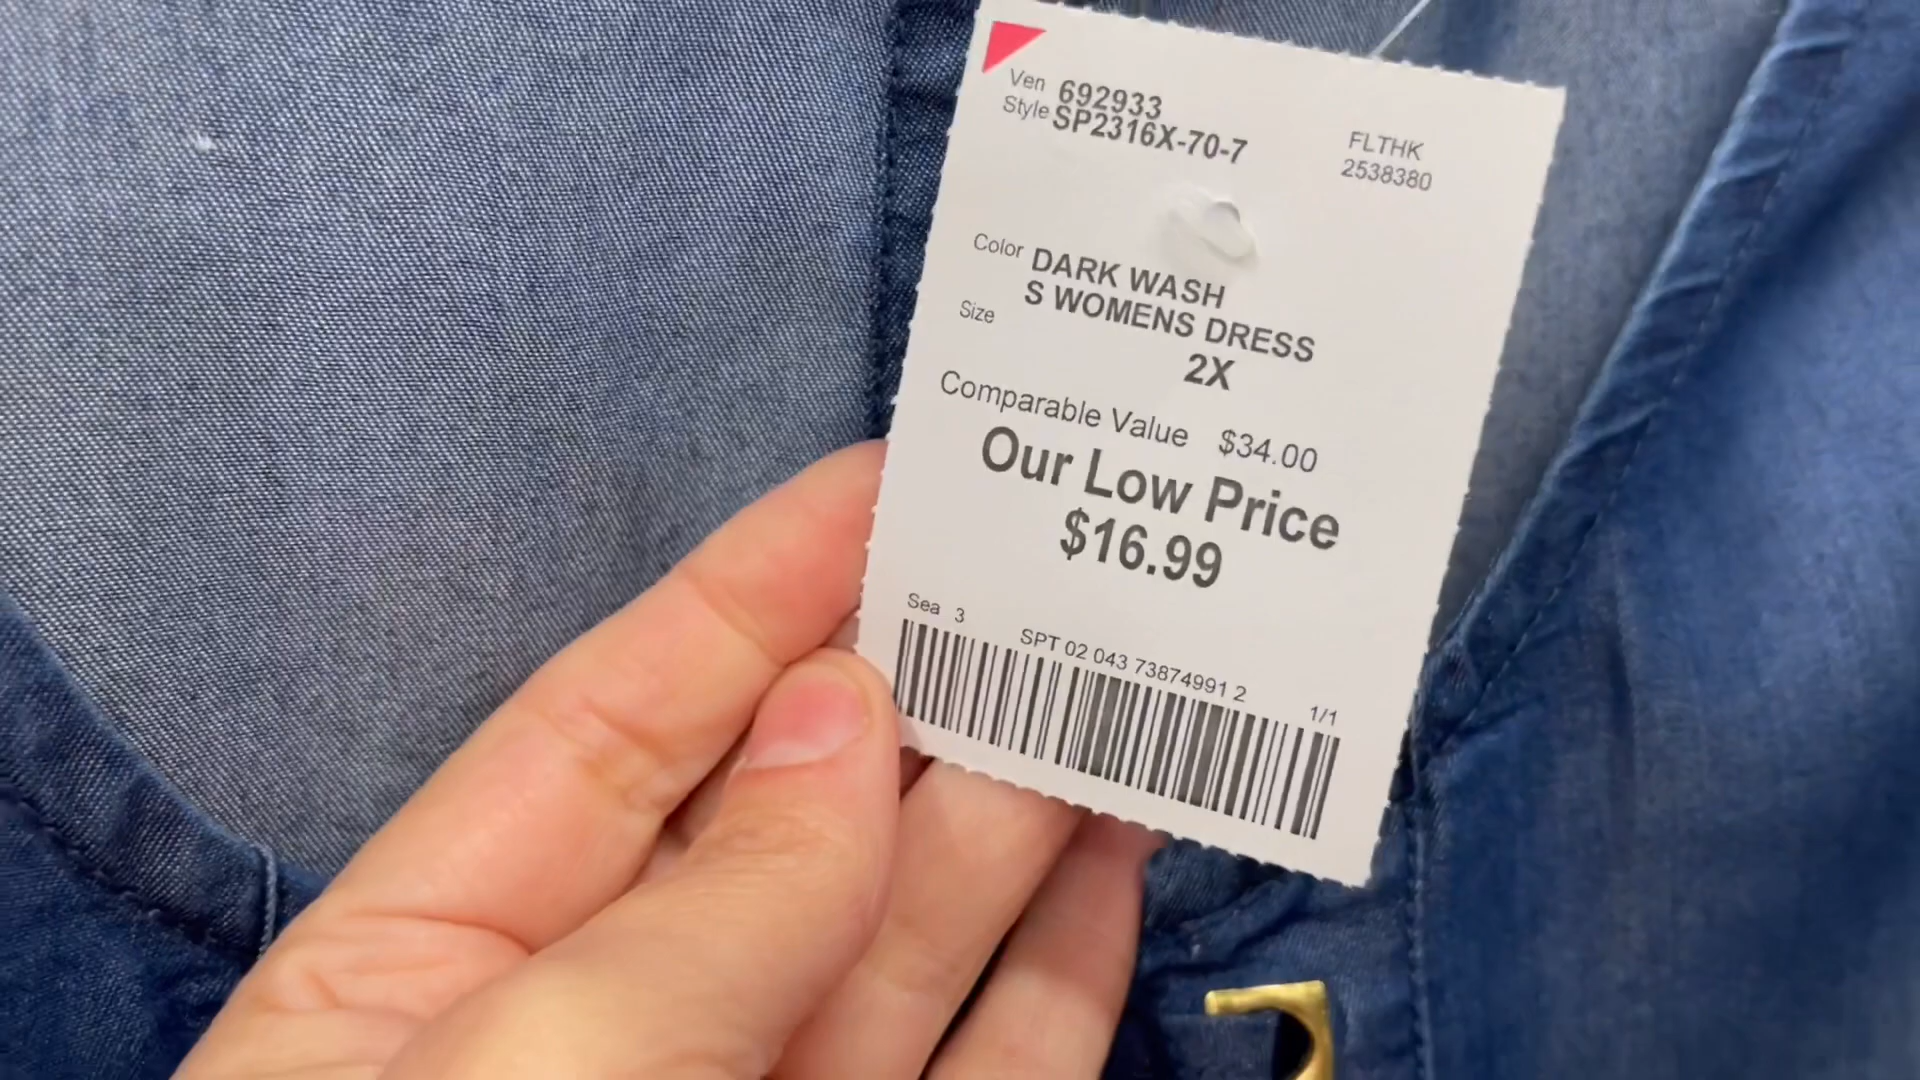 Ven 692933
Style SP2316X-70-7
FLTHK
2538380
Color DARK WASH
S WOMENS DRESS
Size 2X
Comparable Value $34.00
Our Low Price
$16.99
Sea 3
SPT 02 043 73874991 2
1/1